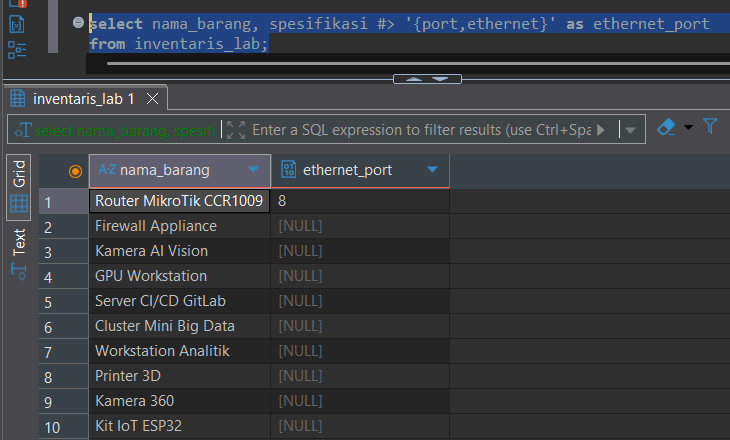 select nama_barang, spesifikasi #> '{port,ethernet}' as ethernet_port
from inventaris_lab;
inventaris_lab 1
select nama_barang, spesifi
Enter a SQL expression to filter results (use Ctrl+Spa
Grid
Text
nama_barang
ethernet_port
1 Router MikroTik CCR1009 8
2 Firewall Appliance [NULL]
3 Kamera AI Vision [NULL]
4 GPU Workstation [NULL]
5 Server CI/CD GitLab [NULL]
6 Cluster Mini Big Data [NULL]
7 Workstation Analitik [NULL]
8 Printer 3D [NULL]
9 Kamera 360 [NULL]
10 Kit IoT ESP32 [NULL]